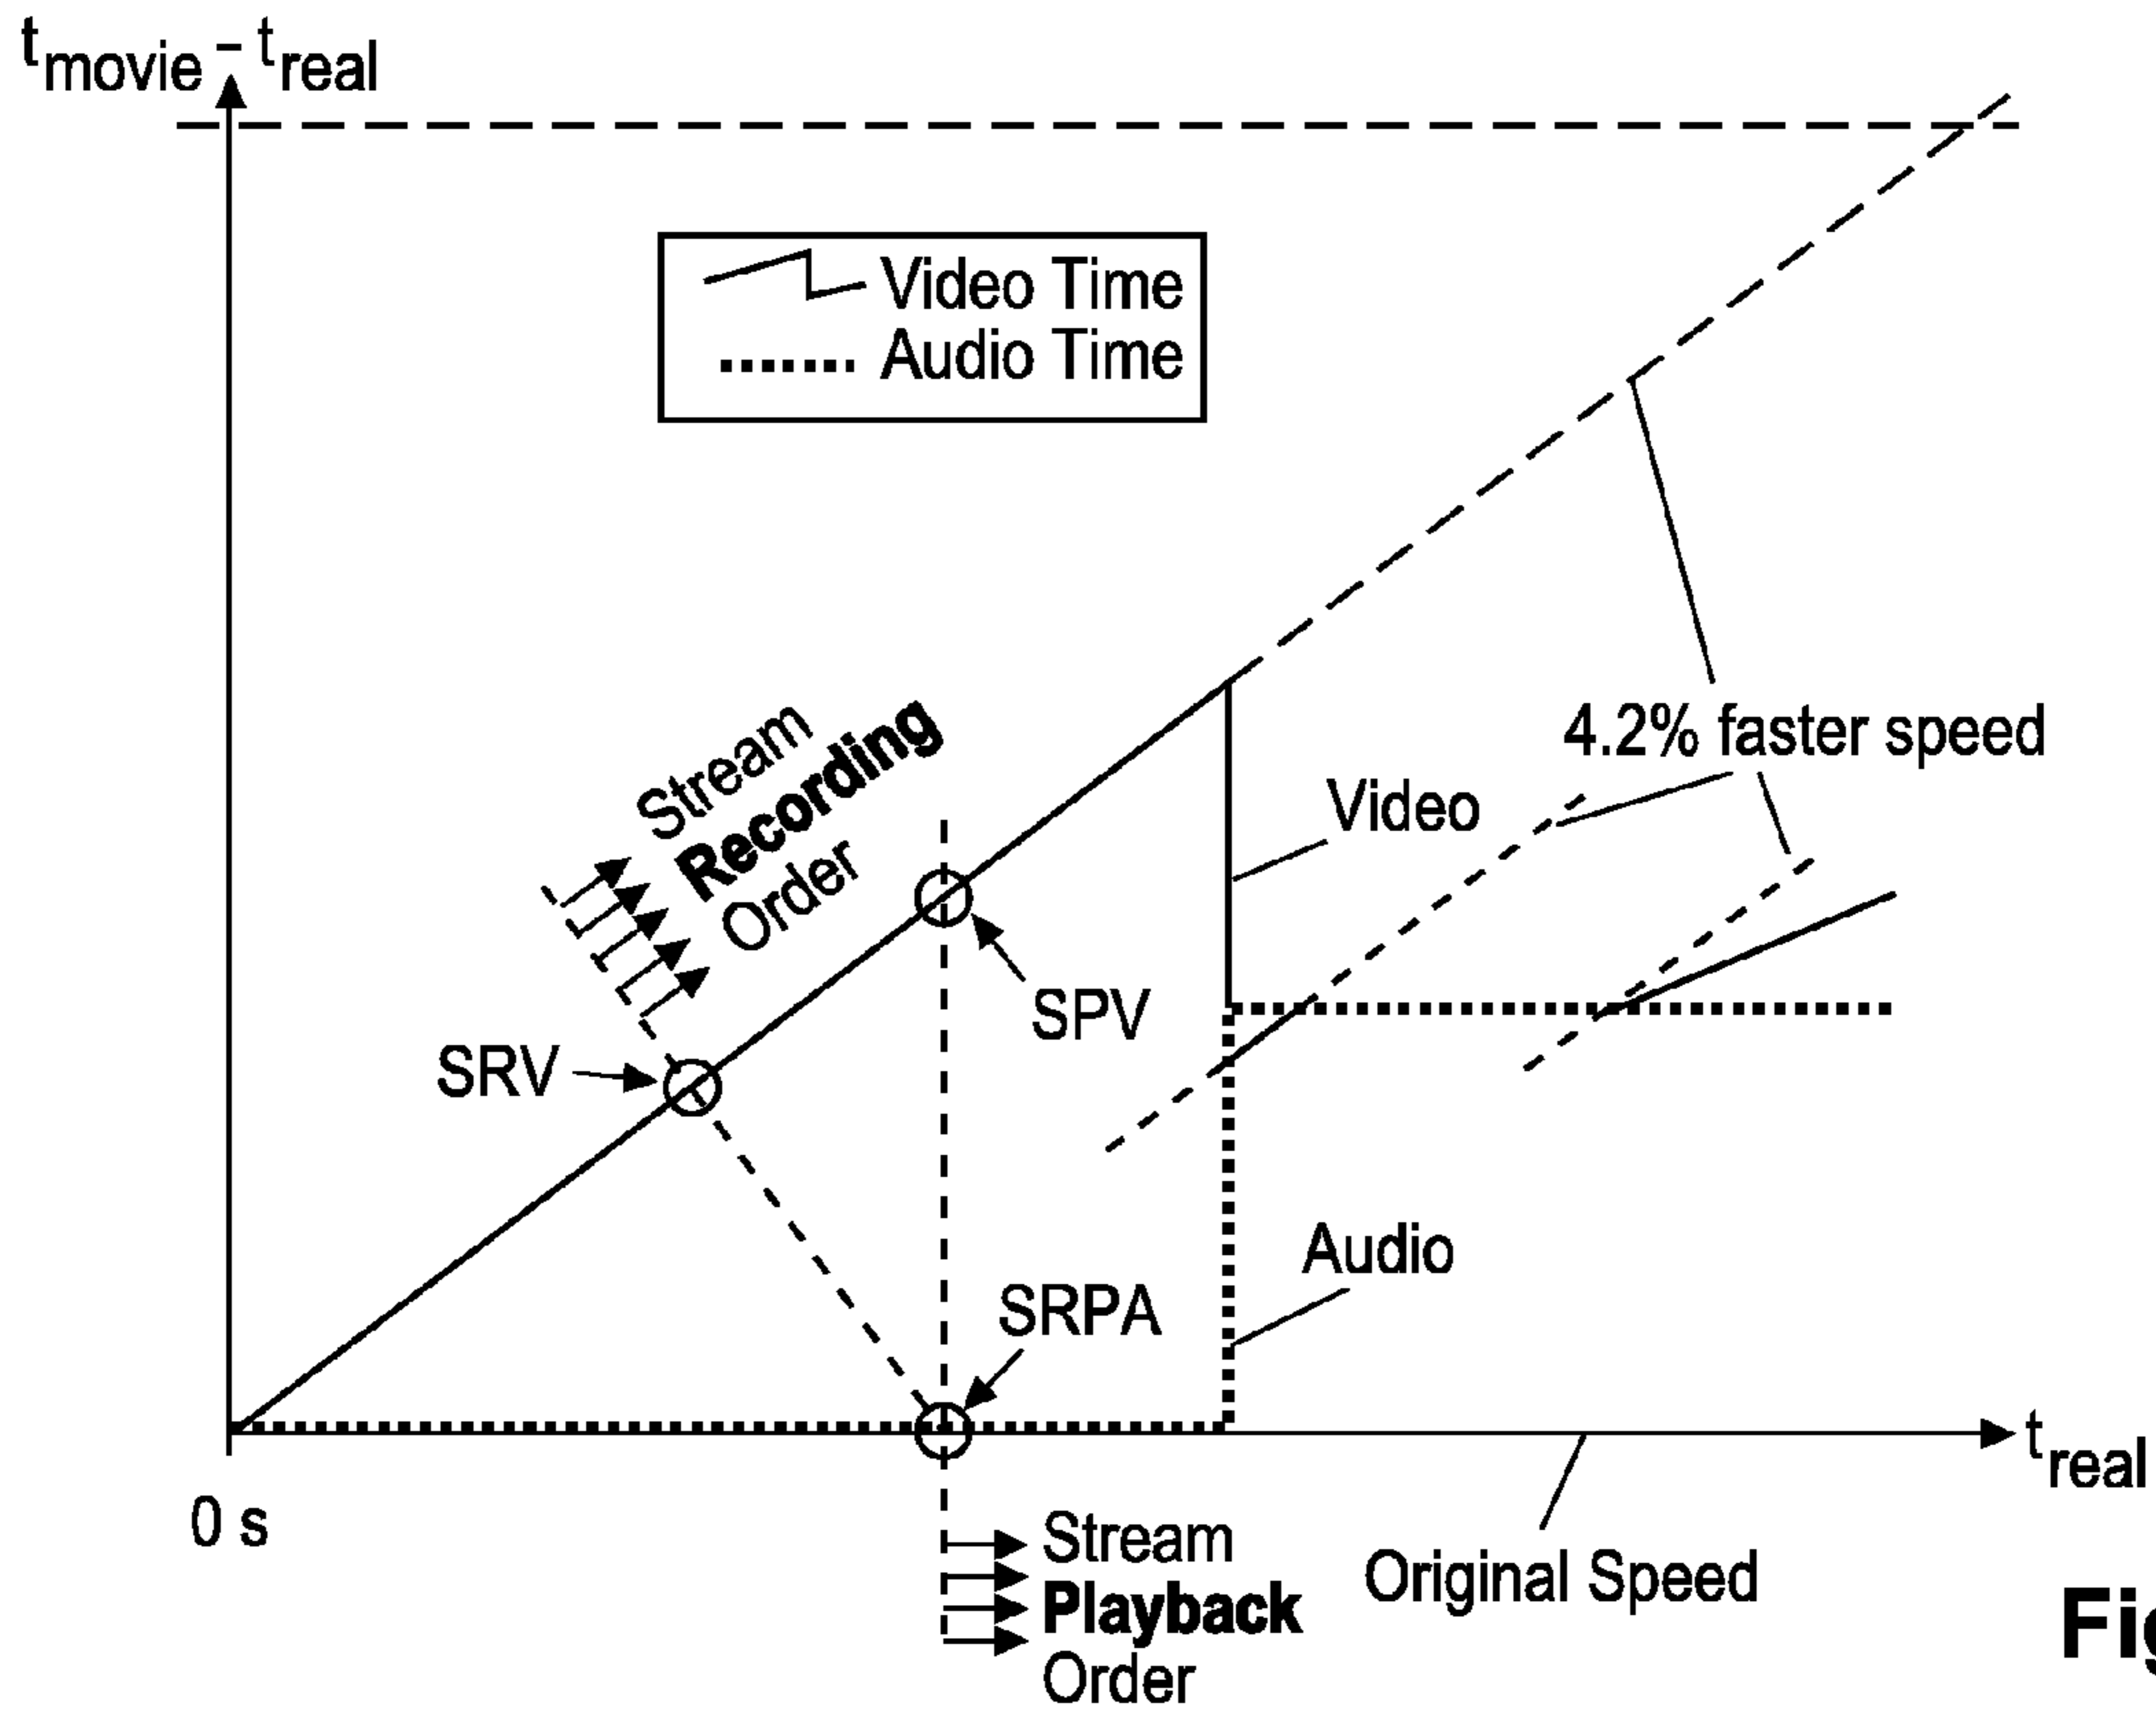 tmovie - treal
Video Time
Audio Time
Stream
Recording
Order
4.2% faster speed
Video
SPV
SRV
Audio
SRPA
treal
0 s
Stream
Playback
Order
Original Speed